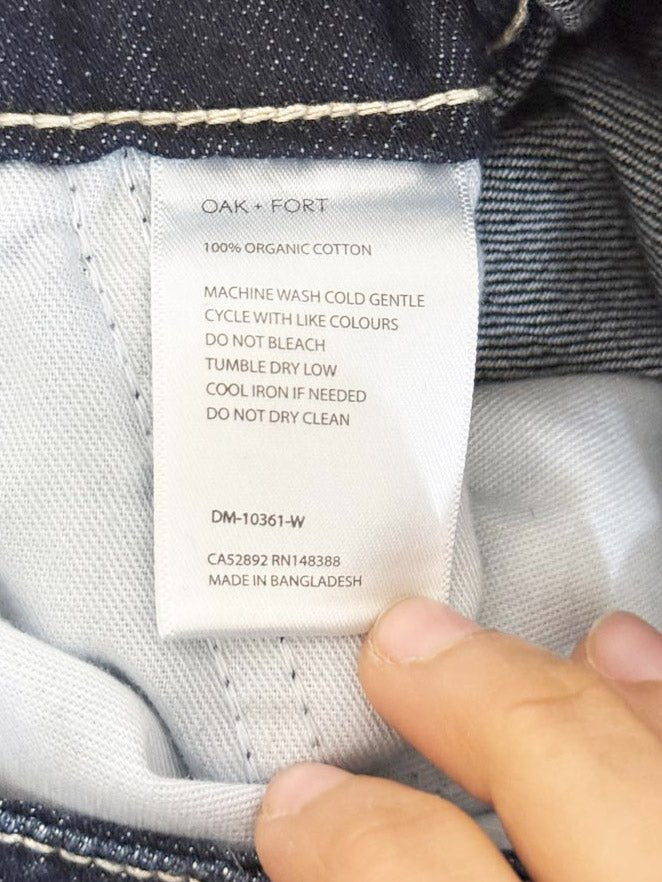 OAK + FORT
100% ORGANIC COTTON
MACHINE WASH COLD GENTLE
CYCLE WITH LIKE COLOURS
DO NOT BLEACH
TUMBLE DRY LOW
COOL IRON IF NEEDED
DO NOT DRY CLEAN
DM-10361-W
CA52892 RN148388
MADE IN BANGLADESH